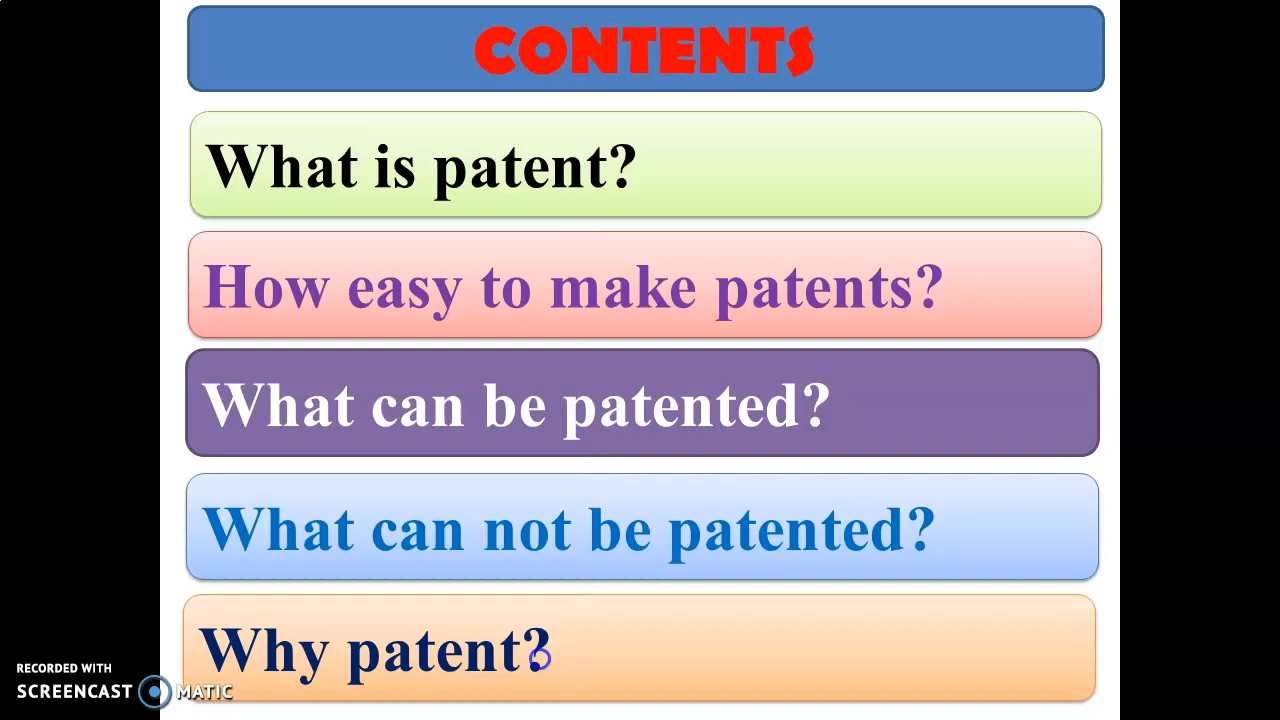 CONTENTS
What is patent?
How easy to make patents?
What can be patented?
What can not be patented?
Why patent?
RECORDED WITH
SCREENCAST MATIC